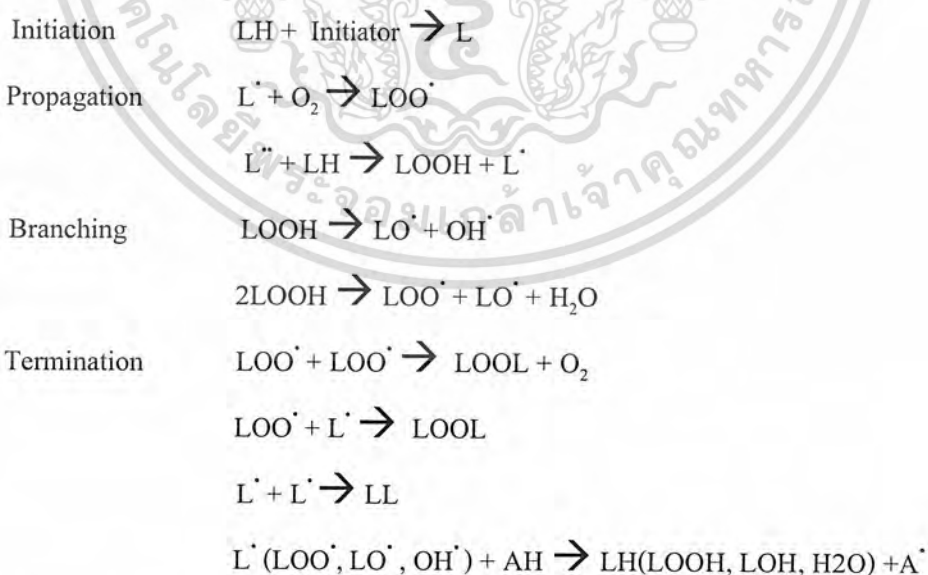 Initiation LH + Initiator → L
Propagation L˙ + O₂ → LOO˙
L¨ + LH → LOOH + L˙
Branching LOOH → LO˙ + OH˙
2LOOH → LOO˙ + LO˙ + H₂O
Termination LOO˙ + LOO˙ → LOOL + O₂
LOO˙ + L˙ → LOOL
L˙ + L˙ → LL
L˙ (LOO˙, LO˙, OH˙) + AH → LH(LOOH, LOH, H2O) +A˙